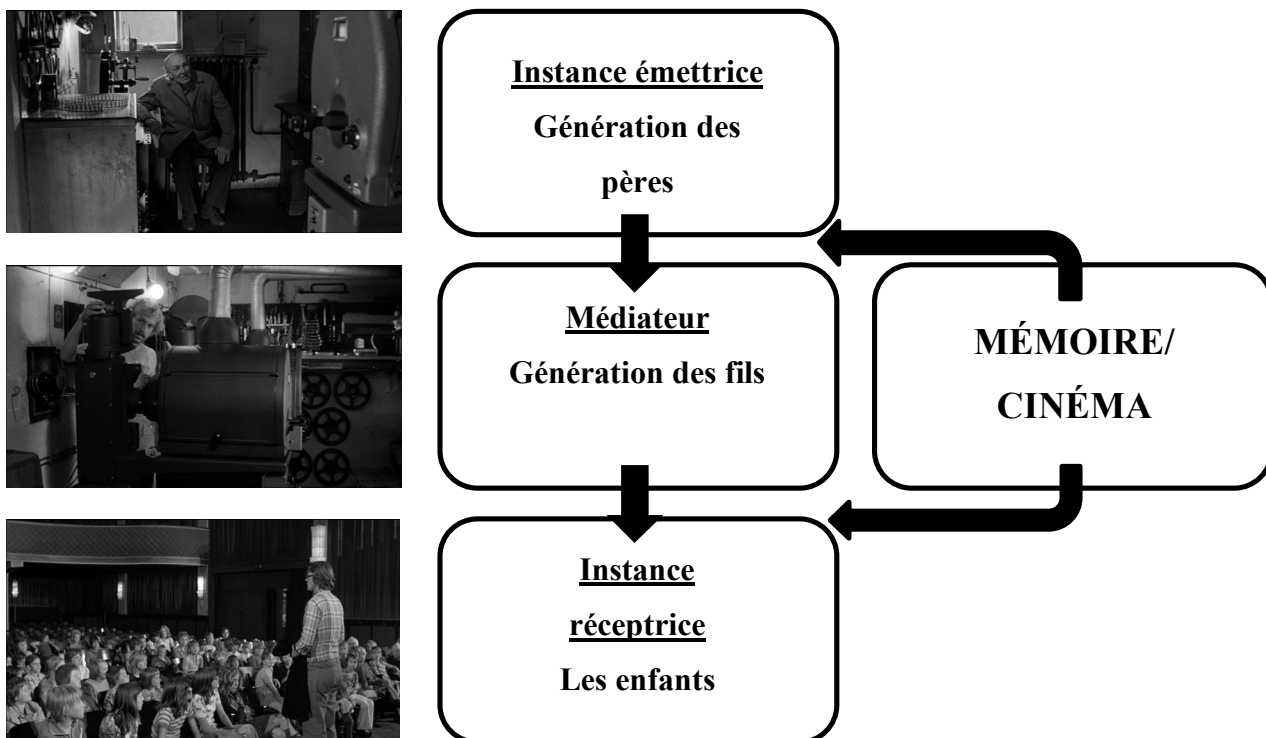 Instance émettrice
Génération des
pères
Médiateur
Génération des fils
MÉMOIRE/
CINÉMA
Instance
réceptrice
Les enfants